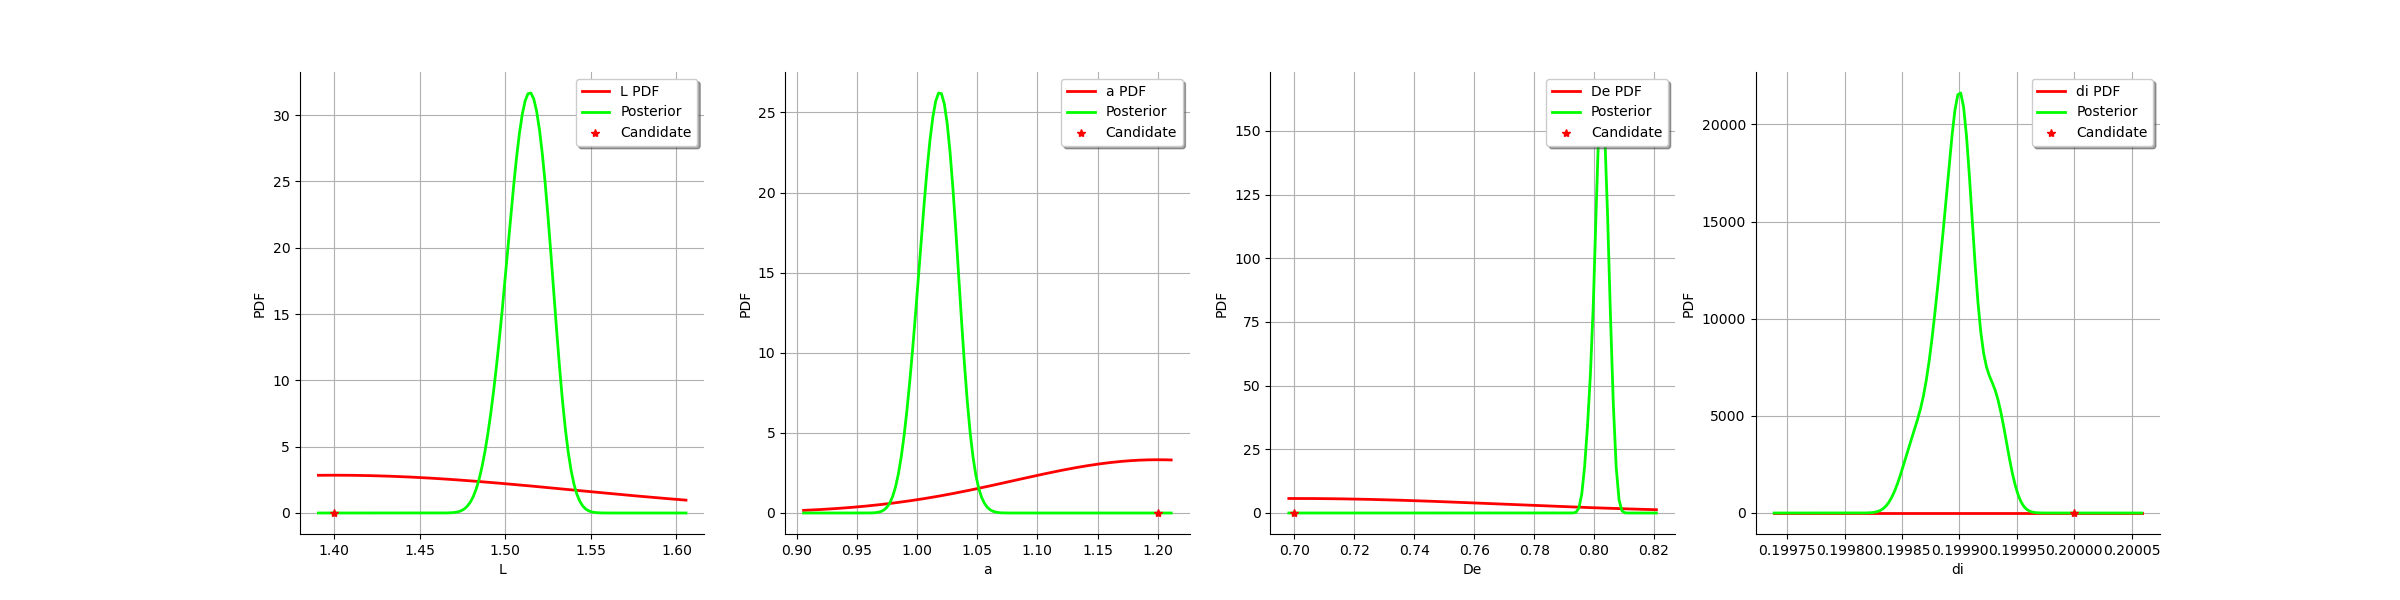 L PDF
Posterior
Candidate
30
25
20
15
10
5
0
PDF
1.40 1.45 1.50 1.55 1.60
L
a PDF
Posterior
Candidate
25
20
15
10
5
0
PDF
0.90 0.95 1.00 1.05 1.10 1.15 1.20
a
De PDF
Posterior
Candidate
150
125
100
75
50
25
0
PDF
0.70 0.72 0.74 0.76 0.78 0.80 0.82
De
di PDF
Posterior
Candidate
20000
15000
10000
5000
0
PDF
0.19975 0.19980 0.19985 0.19990 0.19995 0.20000 0.20005
di